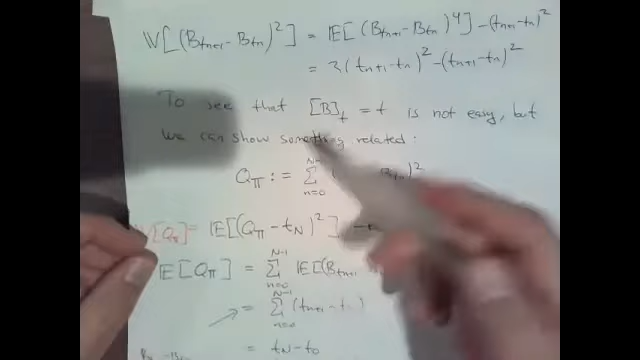 𝕍[(B_{t_{n+1}} - B_{t_n})^2] = 𝔼[(B_{t_{n+1}} - B_{t_n})^4] - (t_{n+1} - t_n)^2
= 3(t_{n+1} - t_n)^2 - (t_{n+1} - t_n)^2
To see that [B]_t = t is not easy, but
we can show something related:
Q_π := ∑_{n=0}^{N-1} ( B_{t_n})^2
𝕍[Q_π] = 𝔼[(Q_π - t_N)^2]
𝔼[Q_π] = ∑_{n=0}^{N-1} 𝔼[(B_{t_{n+1}}
= ∑_{n=0}^{N-1} (t_{n+1} - t
= t_N - t_0